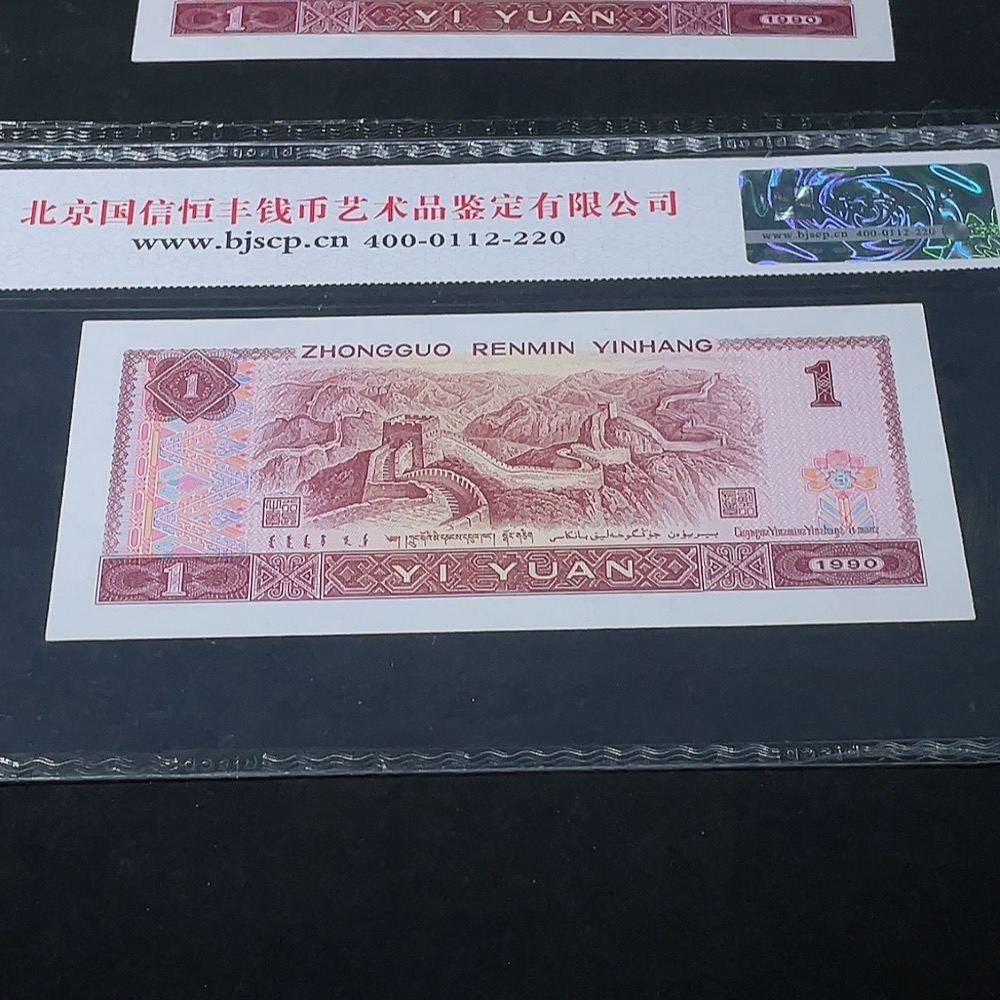 1 YI YUAN 1990
北京国信恒丰钱币艺术品鉴定有限公司
www.bjscp.cn 400-0112-220
www.bjscp.cn 400-0112-220
ZHONGGUO RENMIN YINHANG
1
1
YI YUAN
1
1990